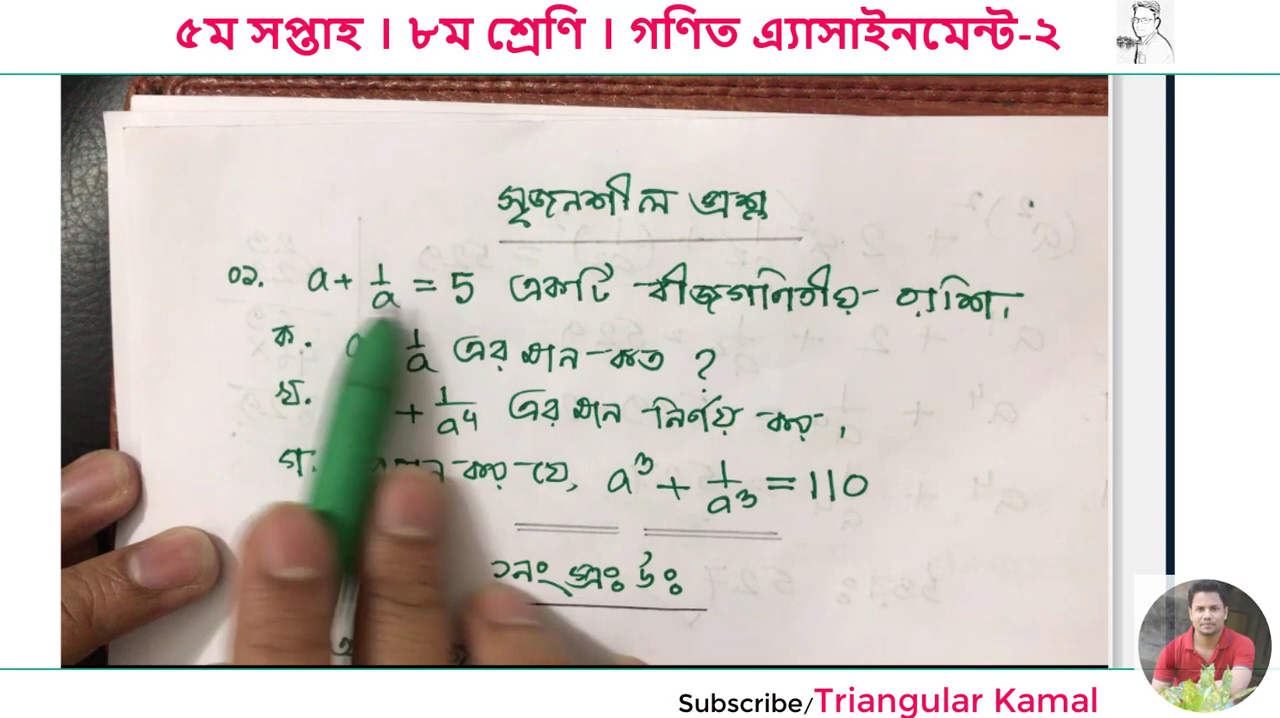 ৫ম সপ্তাহ । ৮ম শ্রেণি । গণিত এ্যাসাইনমেন্ট-২
সৃজনশীল প্রশ্ন
০১. a + 1/a = 5 একটি বীজগণিতীয় রাশি।
ক. 1/a এর মান কত ?
খ. + 1/a⁴ এর মান নির্ণয় কর।
গ. কর যে, a³ + 1/a³ = 110
১নং প্রঃ উঃ
Subscribe/Triangular Kamal